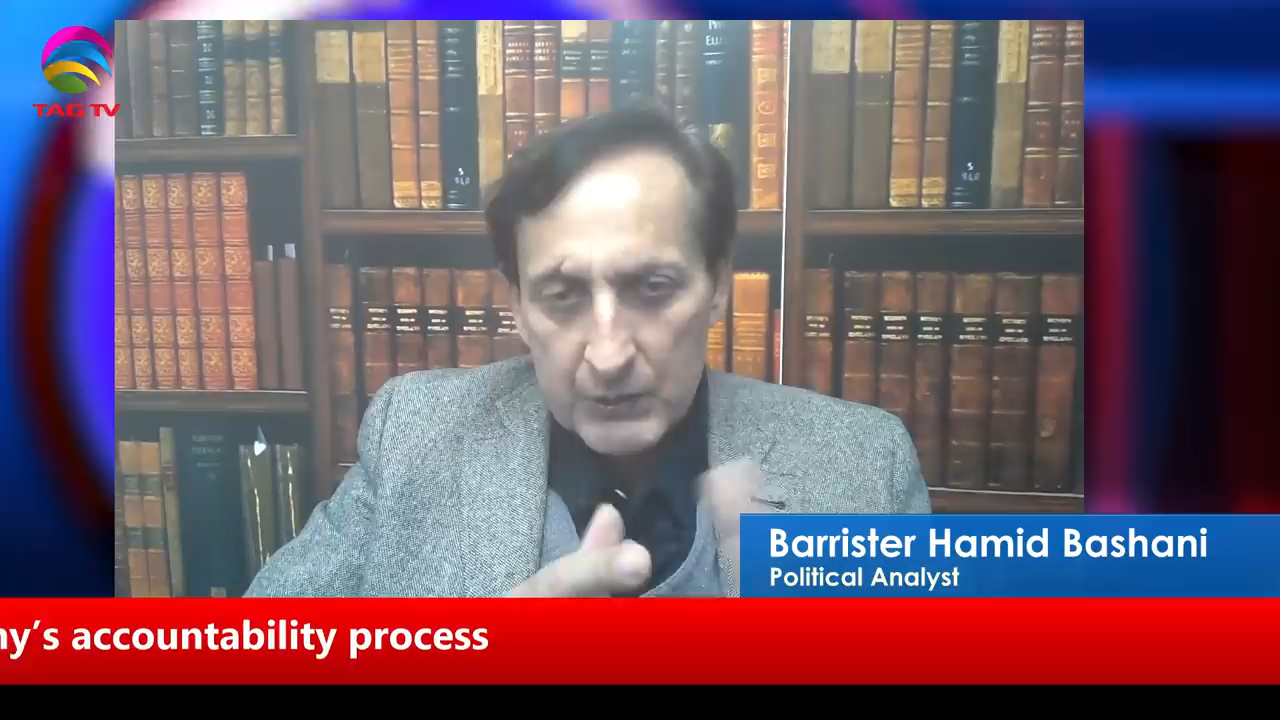 TAG TV
Barrister Hamid Bashani
Political Analyst
ny’s accountability process